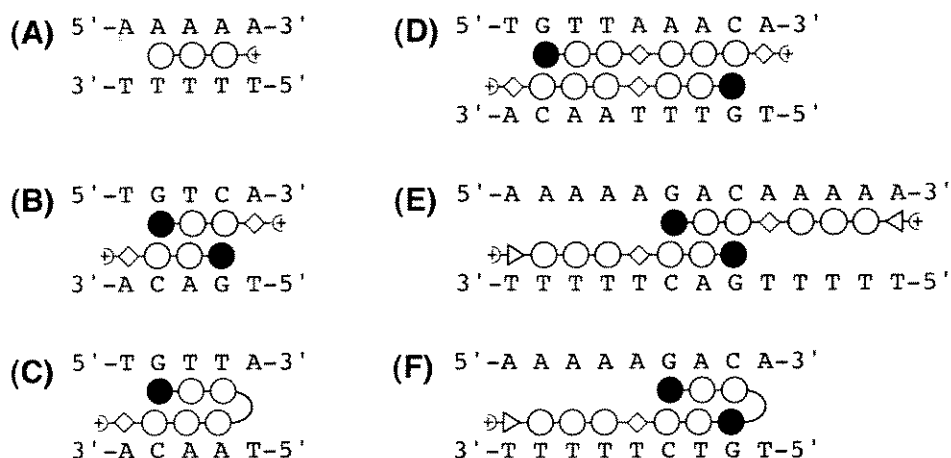 (A)
5'-A A A A A-3'
3'-T T T T T-5'
(B)
5'-T G T C A-3'
3'-A C A G T-5'
(C)
5'-T G T T A-3'
3'-A C A A T-5'
(D)
5'-T G T T A A A C A-3'
3'-A C A A T T T G T-5'
(E)
5'-A A A A A G A C A A A A A-3'
3'-T T T T T C A G T T T T T-5'
(F)
5'-A A A A A G A C A-3'
3'-T T T T T C T G T-5'